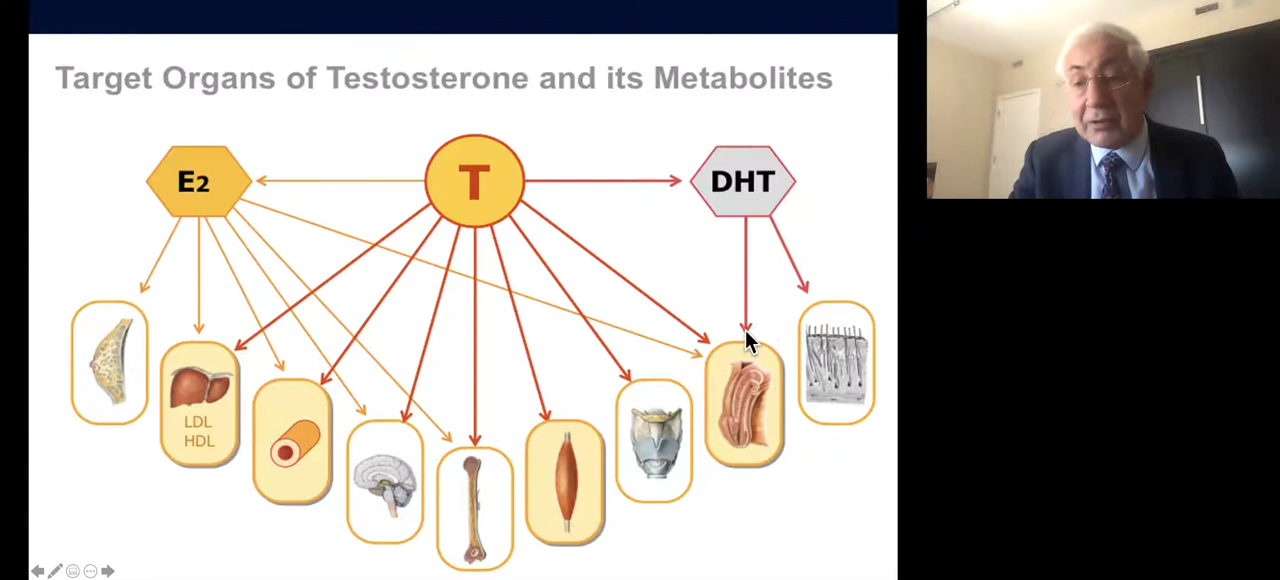 Target Organs of Testosterone and its Metabolites
E2
T
DHT
LDL
HDL